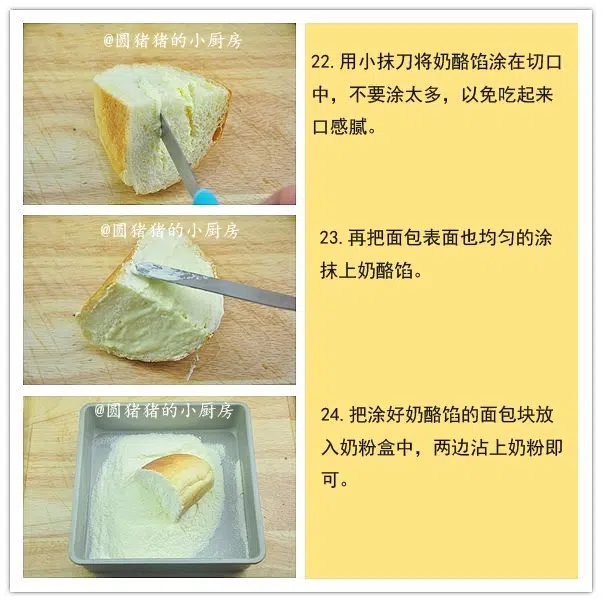 @圆猪猪的小厨房
22.用小抹刀将奶酪馅涂在切口
中，不要涂太多，以免吃起来
口感腻。
@圆猪猪的小厨房
23.再把面包表面也均匀的涂
抹上奶酪馅。
@圆猪猪的小厨房
24.把涂好奶酪馅的面包块放
入奶粉盒中，两边沾上奶粉即
可。